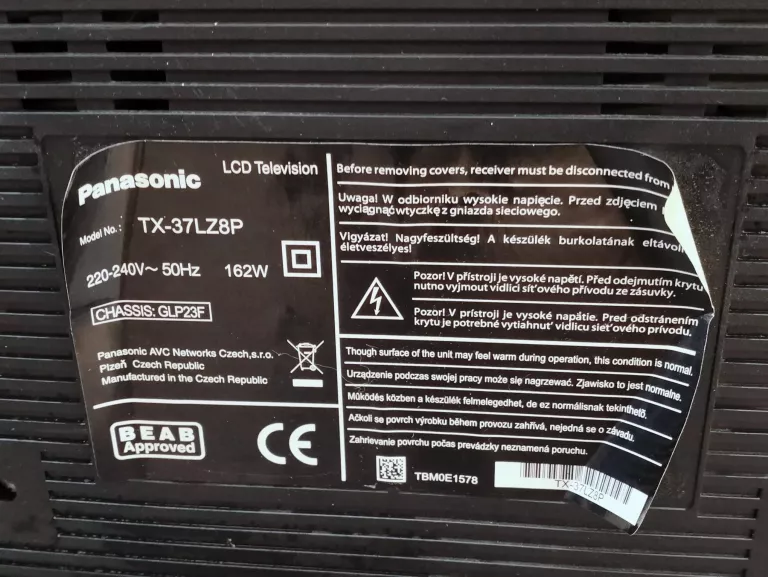 Panasonic
LCD Television
Model No.: TX-37LZ8P
220-240V~ 50Hz 162W
CHASSIS: GLP23F
Panasonic AVC Networks Czech,s.r.o.
Plzeň Czech Republic
Manufactured in the Czech Republic
BEAB
Approved
CE
Before removing covers, receiver must be disconnected from
Uwaga! W odbiorniku wysokie napięcie. Przed zdjęciem
wyciągnąć wtyczkę z gniazda sieciowego.
Vigyázat! Nagyfeszültség! A készülék burkolatának eltávol
életveszélyes!
Pozor! V přístroji je vysoké napětí. Před odejmutím krytu
nutno vyjmout vidlici síťového přívodu ze zásuvky.
Pozor! V prístroji je vysoké napätie. Pred odstránením
krytu je potrebné vytiahnuť vidlicu sieťového prívodu.
Though surface of the unit may feel warm during operation, this condition is normal.
Urządzenie podczas swojej pracy może się nagrzewać. Zjawisko to jest normalne.
Működés közben a készülék felmelegedhet, de ez normálisnak tekinthető.
Ačkoli se povrch výrobku během provozu zahřívá, nejedná se o závadu.
Zahrievanie povrchu počas prevádzky neznamená poruchu.
TBM0E1578
TX-37LZ8P